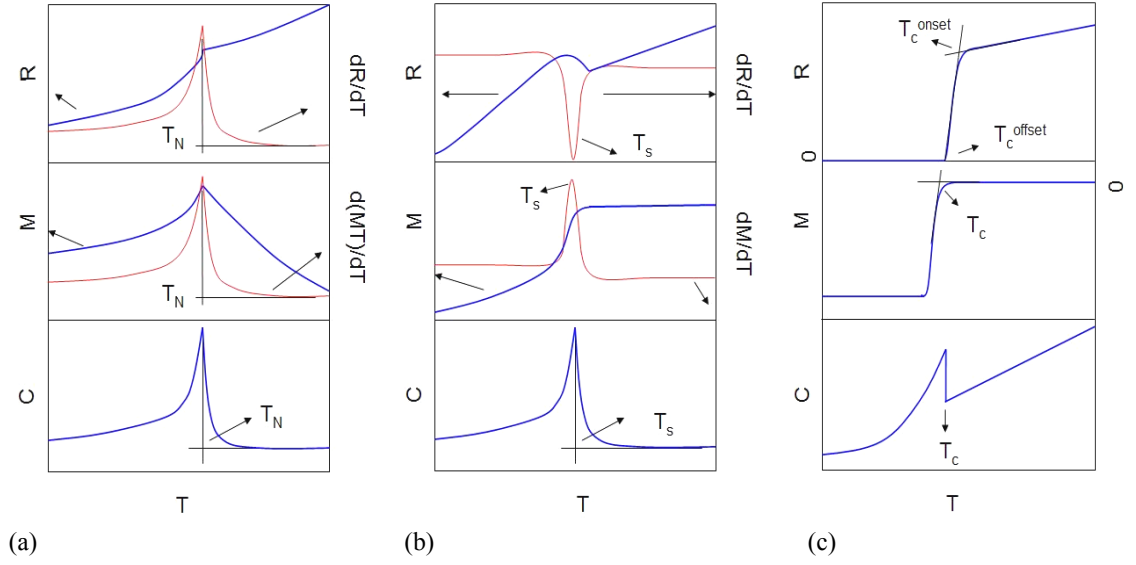 R
T_N
dR/dT
M
T_N
d(MT)/dT
C
T_N
T
(a)
R
T_s
dR/dT
M
T_s
dM/dT
C
T_s
T
(b)
R
0
T_c^onset
T_c^offset
M
0
T_c
C
T_c
T
(c)